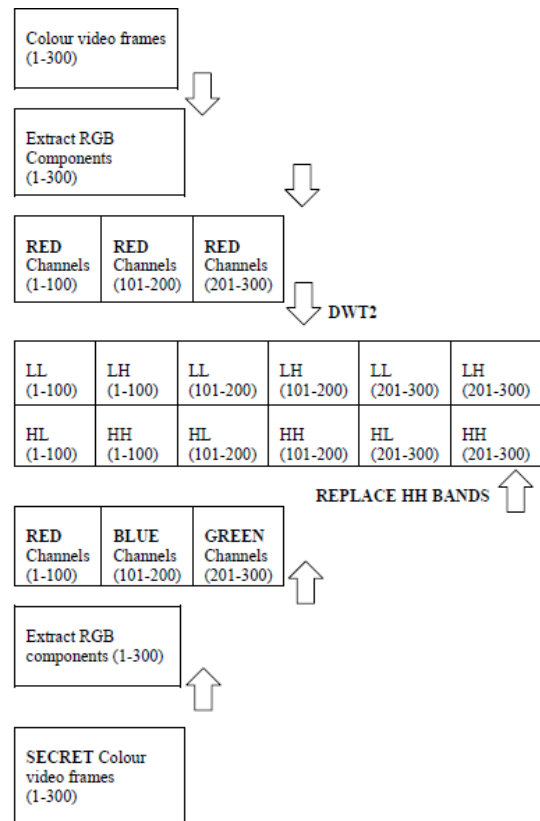 Colour video frames
(1-300)
Extract RGB
Components
(1-300)
RED RED RED
Channels Channels Channels
(1-100) (101-200) (201-300)
DWT2
LL LH LL LH LL LH
(1-100) (1-100) (101-200) (101-200) (201-300) (201-300)
HL HH HL HH HL HH
(1-100) (1-100) (101-200) (101-200) (201-300) (201-300)
REPLACE HH BANDS
RED BLUE GREEN
Channels Channels Channels
(1-100) (101-200) (201-300)
Extract RGB
components (1-300)
SECRET Colour
video frames
(1-300)